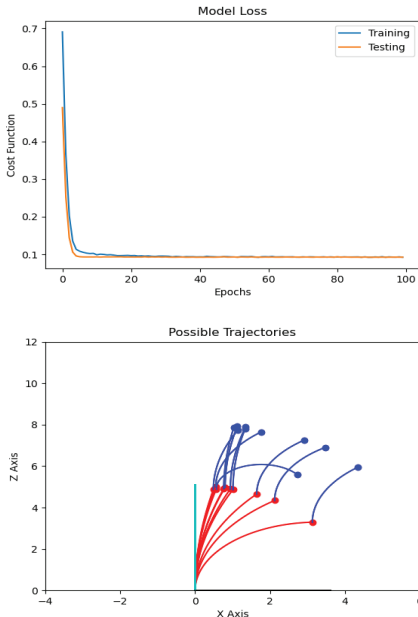 Model Loss
0.7
0.6
0.5
0.4
0.3
0.2
0.1
Cost Function
Training
Testing
0 20 40 60 80 100
Epochs
Possible Trajectories
12
10
8
6
4
2
0
Z Axis
−4 −2 0 2 4 6
X Axis